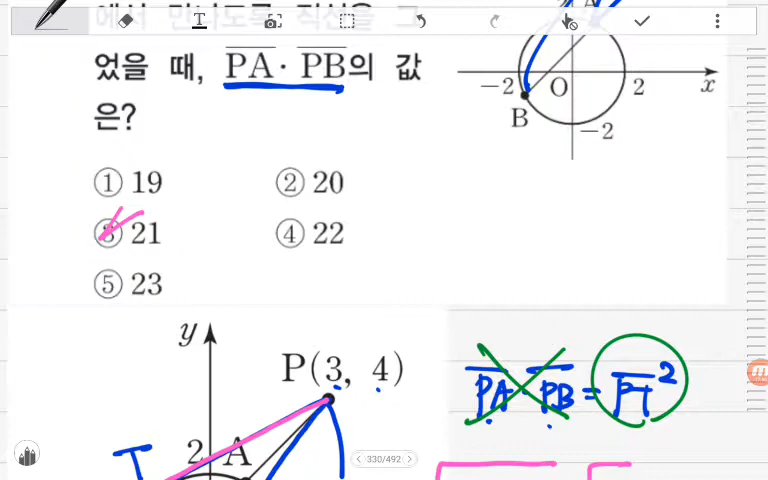 었을 때, PA · PB의 값
은?
① 19
② 20
③ 21
④ 22
⑤ 23
-2
O
2
x
B
-2
y
P(3, 4)
2
A
T
PA · PB = PT²
330/492